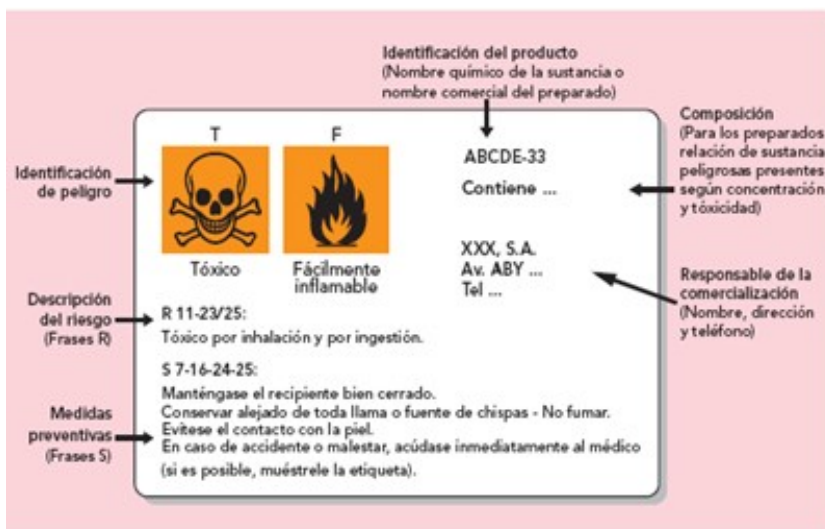 Identificación del producto
(Nombre químico de la sustancia o
nombre comercial del preparado)
Composición
(Para los preparados
relación de sustancia
peligrosas presentes
según concentración
y tóxicidad)
Identificación
de peligro
T
F
ABCDE-33
Contiene ...
Tóxico
Fácilmente
inflamable
XXX, S.A.
Av. ABY ...
Tel ...
Responsable de la
comercialización
(Nombre, dirección
y teléfono)
Descripción
del riesgo
(Frases R)
R 11-23/25:
Tóxico por inhalación y por ingestión.
S 7-16-24-25:
Manténgase el recipiente bien cerrado.
Conservar alejado de toda llama o fuente de chispas - No fumar.
Evítese el contacto con la piel.
En caso de accidente o malestar, acúdase inmediatamente al médico
(si es posible, muéstrele la etiqueta).
Medidas
preventivas
(Frases S)